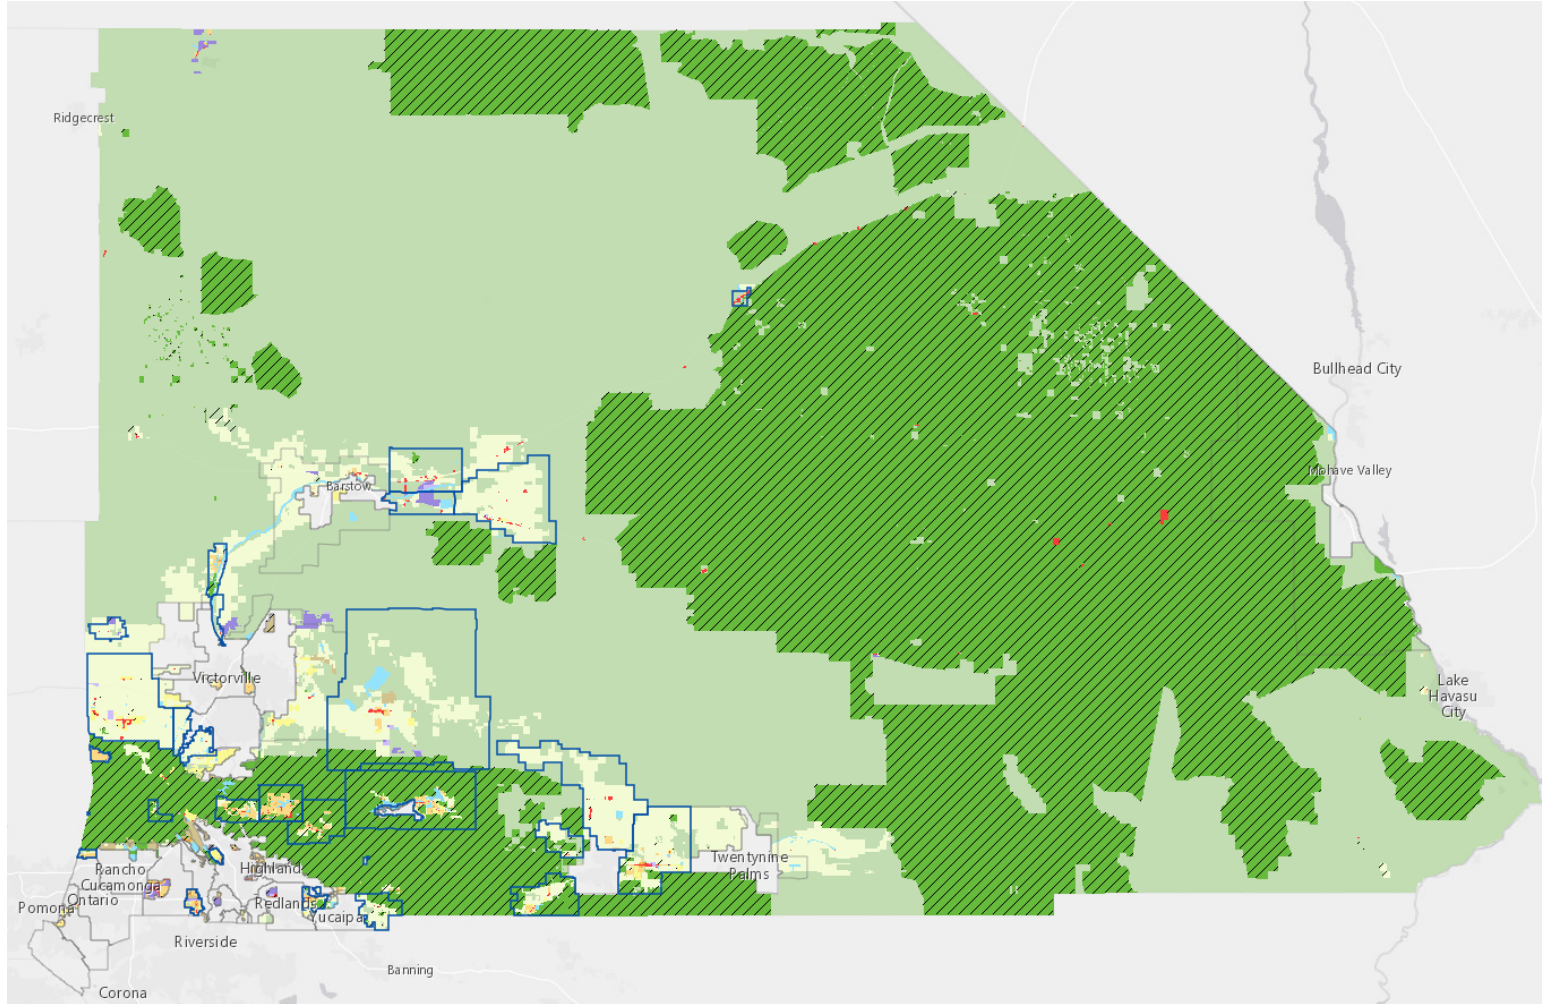 Ridgecrest
Bullhead City
Mohave Valley
Barstow
Victorville
Lake
Havasu
City
Twentynine
Palms
Rancho
Cucamonga
Highland
Ontario
Pomona
Redlands
Yucaipa
Riverside
Banning
Corona